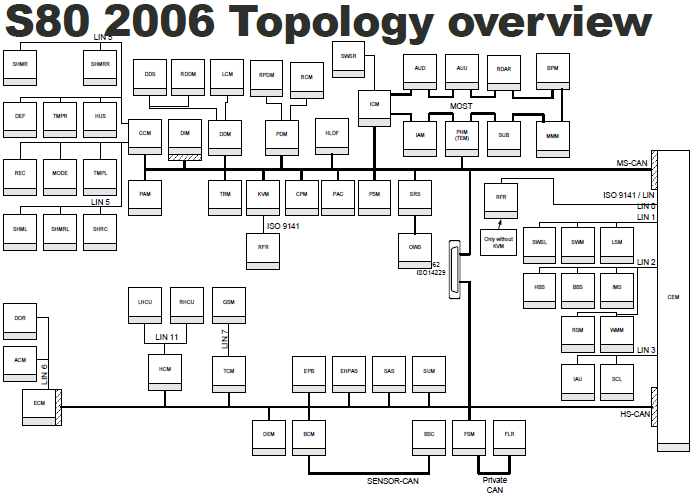 S80 2006 Topology overview
LIN 5
SHMR
SHMRR
DEF
TMPR
HUS
REC
MODE
TMPL
LIN 5
SHML
SHMRL
SHRC
DDS
RDDM
LCM
RPDM
RCM
SWSR
AUD
AUU
RDAR
BPM
MOST
CCM
DIM
DDM
PDM
HLDF
ICM
IAM
PHM
(TEM)
SUB
MMM
MS-CAN
PAM
TRM
KVM
CPM
PAC
PSM
SRS
ISO 9141
RFR
OWS
62
ISO14229
RFR
Only without
KVM
ISO 9141 / LIN
LIN 0
LIN 1
SWSL
SWM
LSM
LIN 2
HBS
BBS
IMS
RSM
WMM
LIN 3
IAU
SCL
CEM
HS-CAN
DOR
ACM
LIN 6
ECM
LHCU
RHCU
GSM
LIN 11
LIN 7
HCM
TCM
EPB
EHPAS
SAS
SUM
DEM
BCM
BSC
FSM
FLR
SENSOR-CAN
Private
CAN